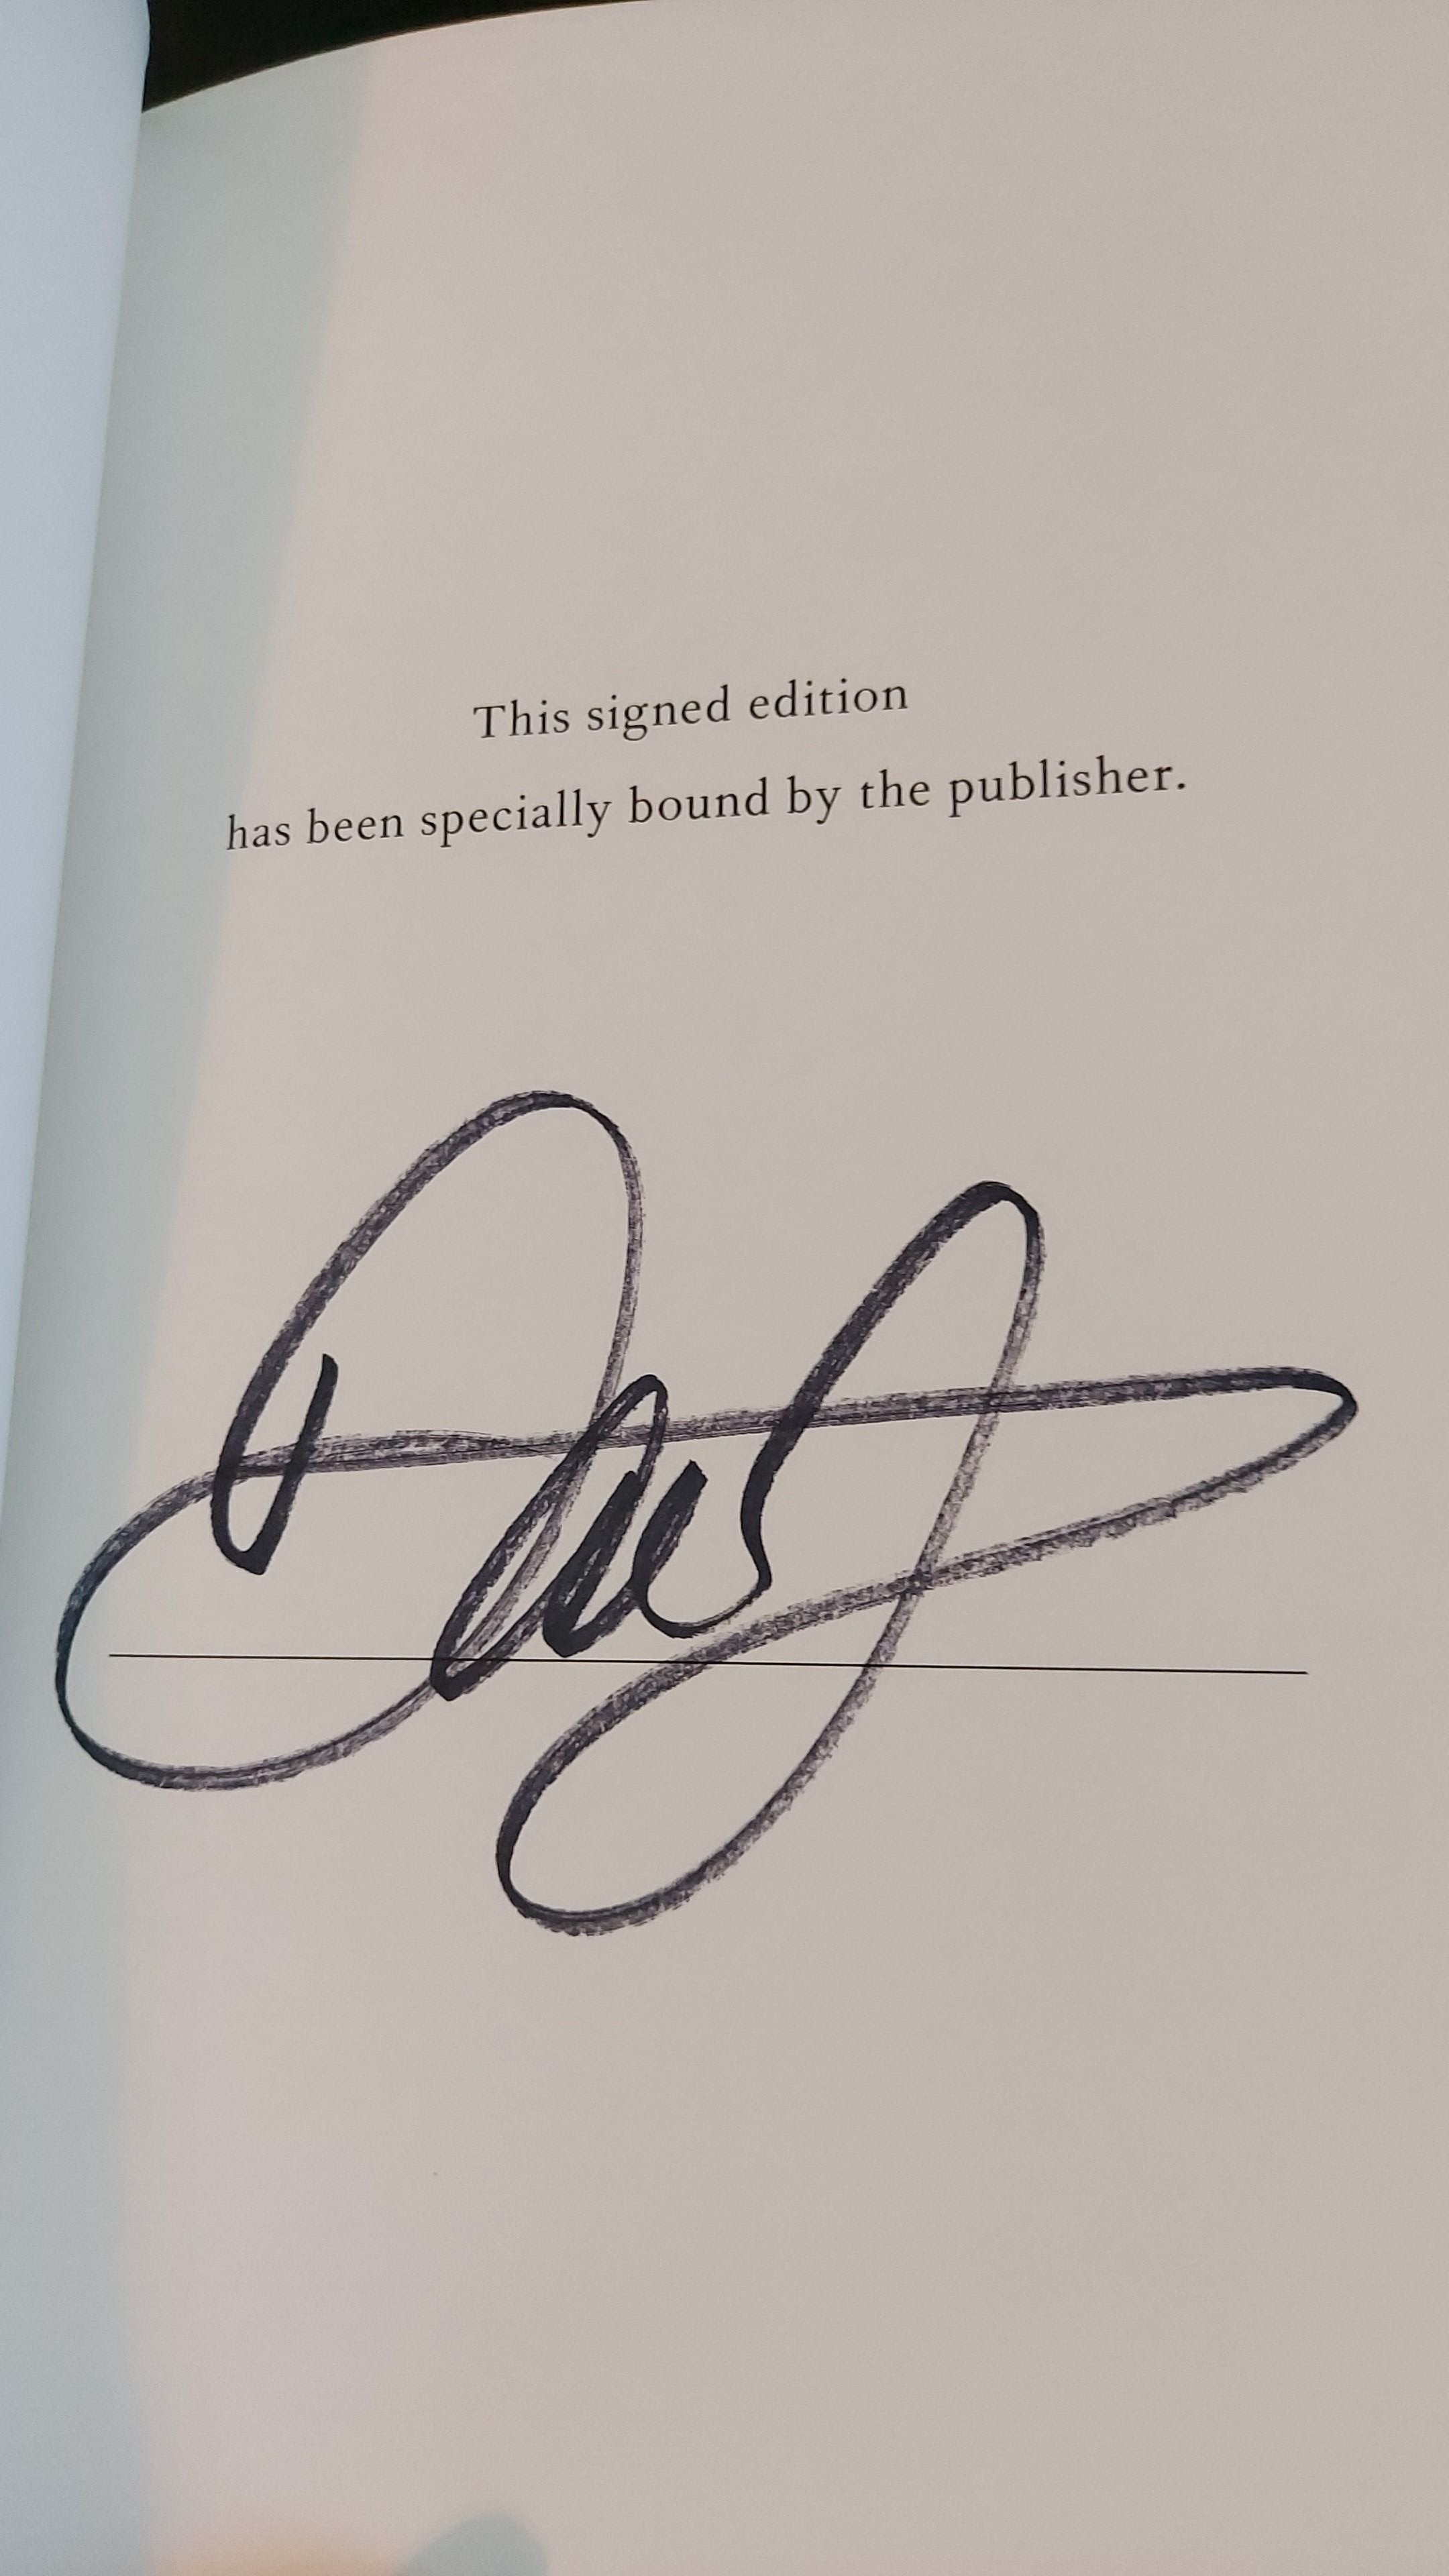 This signed edition
has been specially bound by the publisher.